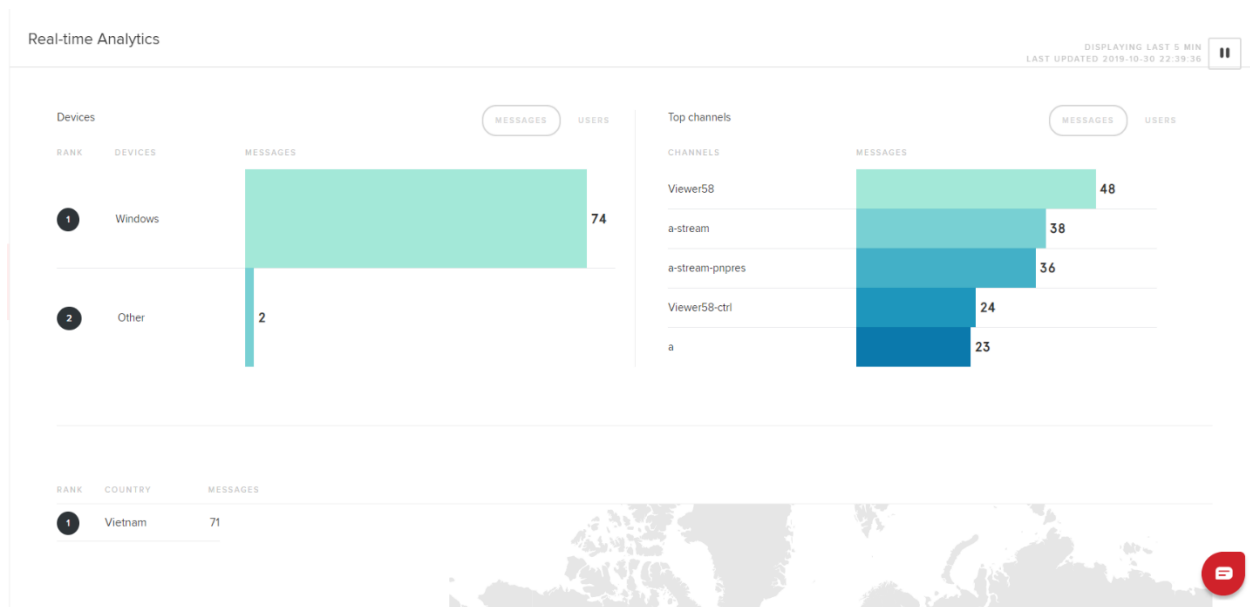 Real-time Analytics
DISPLAYING LAST 5 MIN
LAST UPDATED 2019-10-30 22:39:36
Devices
MESSAGES USERS
RANK DEVICES MESSAGES
1 Windows 74
2 Other 2
Top channels
MESSAGES USERS
CHANNELS MESSAGES
Viewer58 48
a-stream 38
a-stream-pnpres 36
Viewer58-ctrl 24
a 23
RANK COUNTRY MESSAGES
1 Vietnam 71